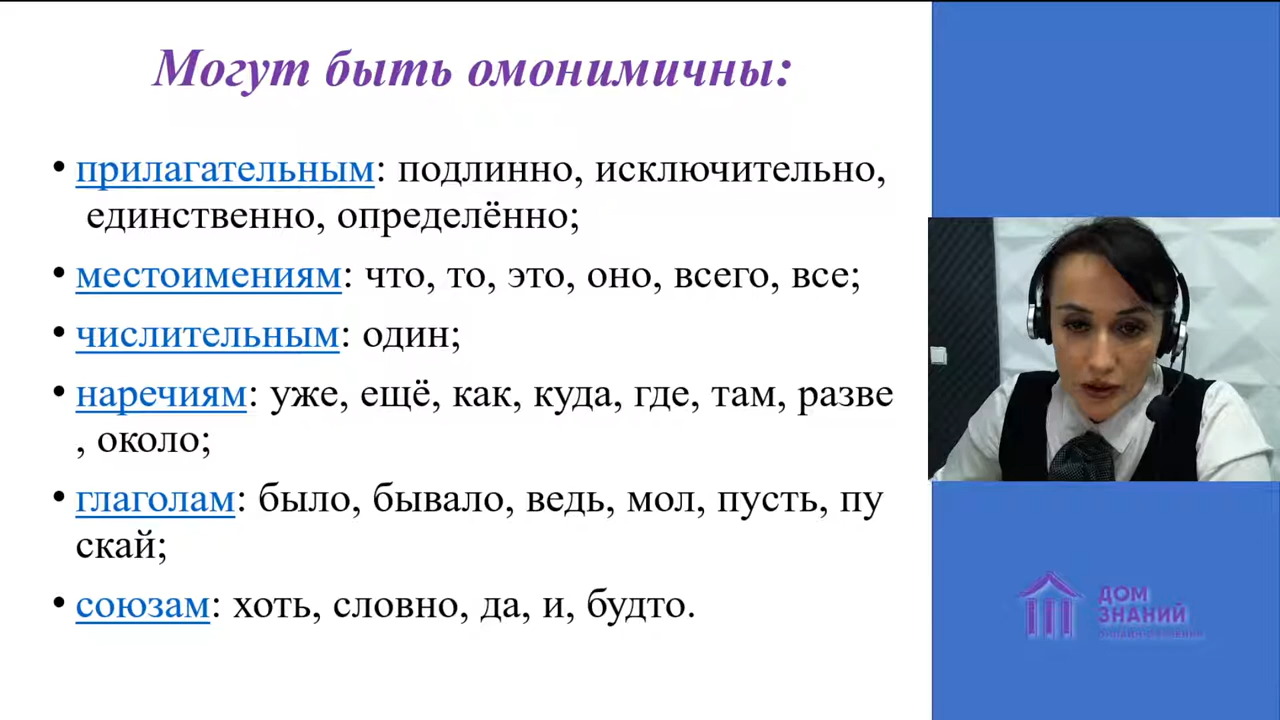 Могут быть омонимичны:
• прилагательным: подлинно, исключительно,
единственно, определённо;
• местоимениям: что, то, это, оно, всего, все;
• числительным: один;
• наречиям: уже, ещё, как, куда, где, там, разве
, около;
• глаголам: было, бывало, ведь, мол, пусть, пу
скай;
• союзам: хоть, словно, да, и, будто.
ДОМ
ЗНАНИЙ